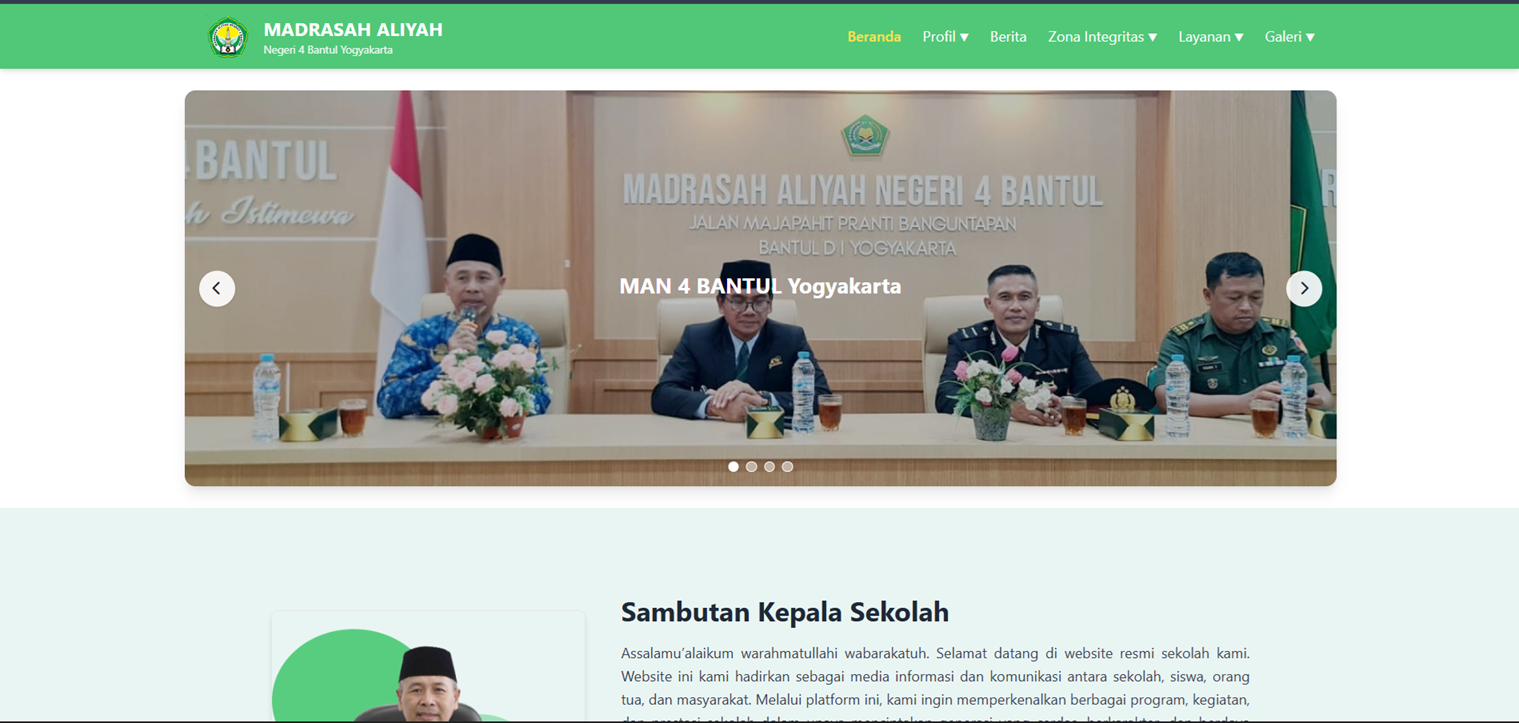 MADRASAH ALIYAH
Negeri 4 Bantul Yogyakarta
Beranda Profil ▼ Berita Zona Integritas ▼ Layanan ▼ Galeri ▼
4 BANTUL
Istimewa
MADRASAH ALIYAH NEGERI 4 BANTUL
JALAN MAJAPAHIT PRANTI BANGUNTAPAN
BANTUL D I YOGYAKARTA
MAN 4 BANTUL Yogyakarta
Sambutan Kepala Sekolah
Assalamu’alaikum warahmatullahi wabarakatuh. Selamat datang di website resmi sekolah kami.
Website ini kami hadirkan sebagai media informasi dan komunikasi antara sekolah, siswa, orang
tua, dan masyarakat. Melalui platform ini, kami ingin memperkenalkan berbagai program, kegiatan,